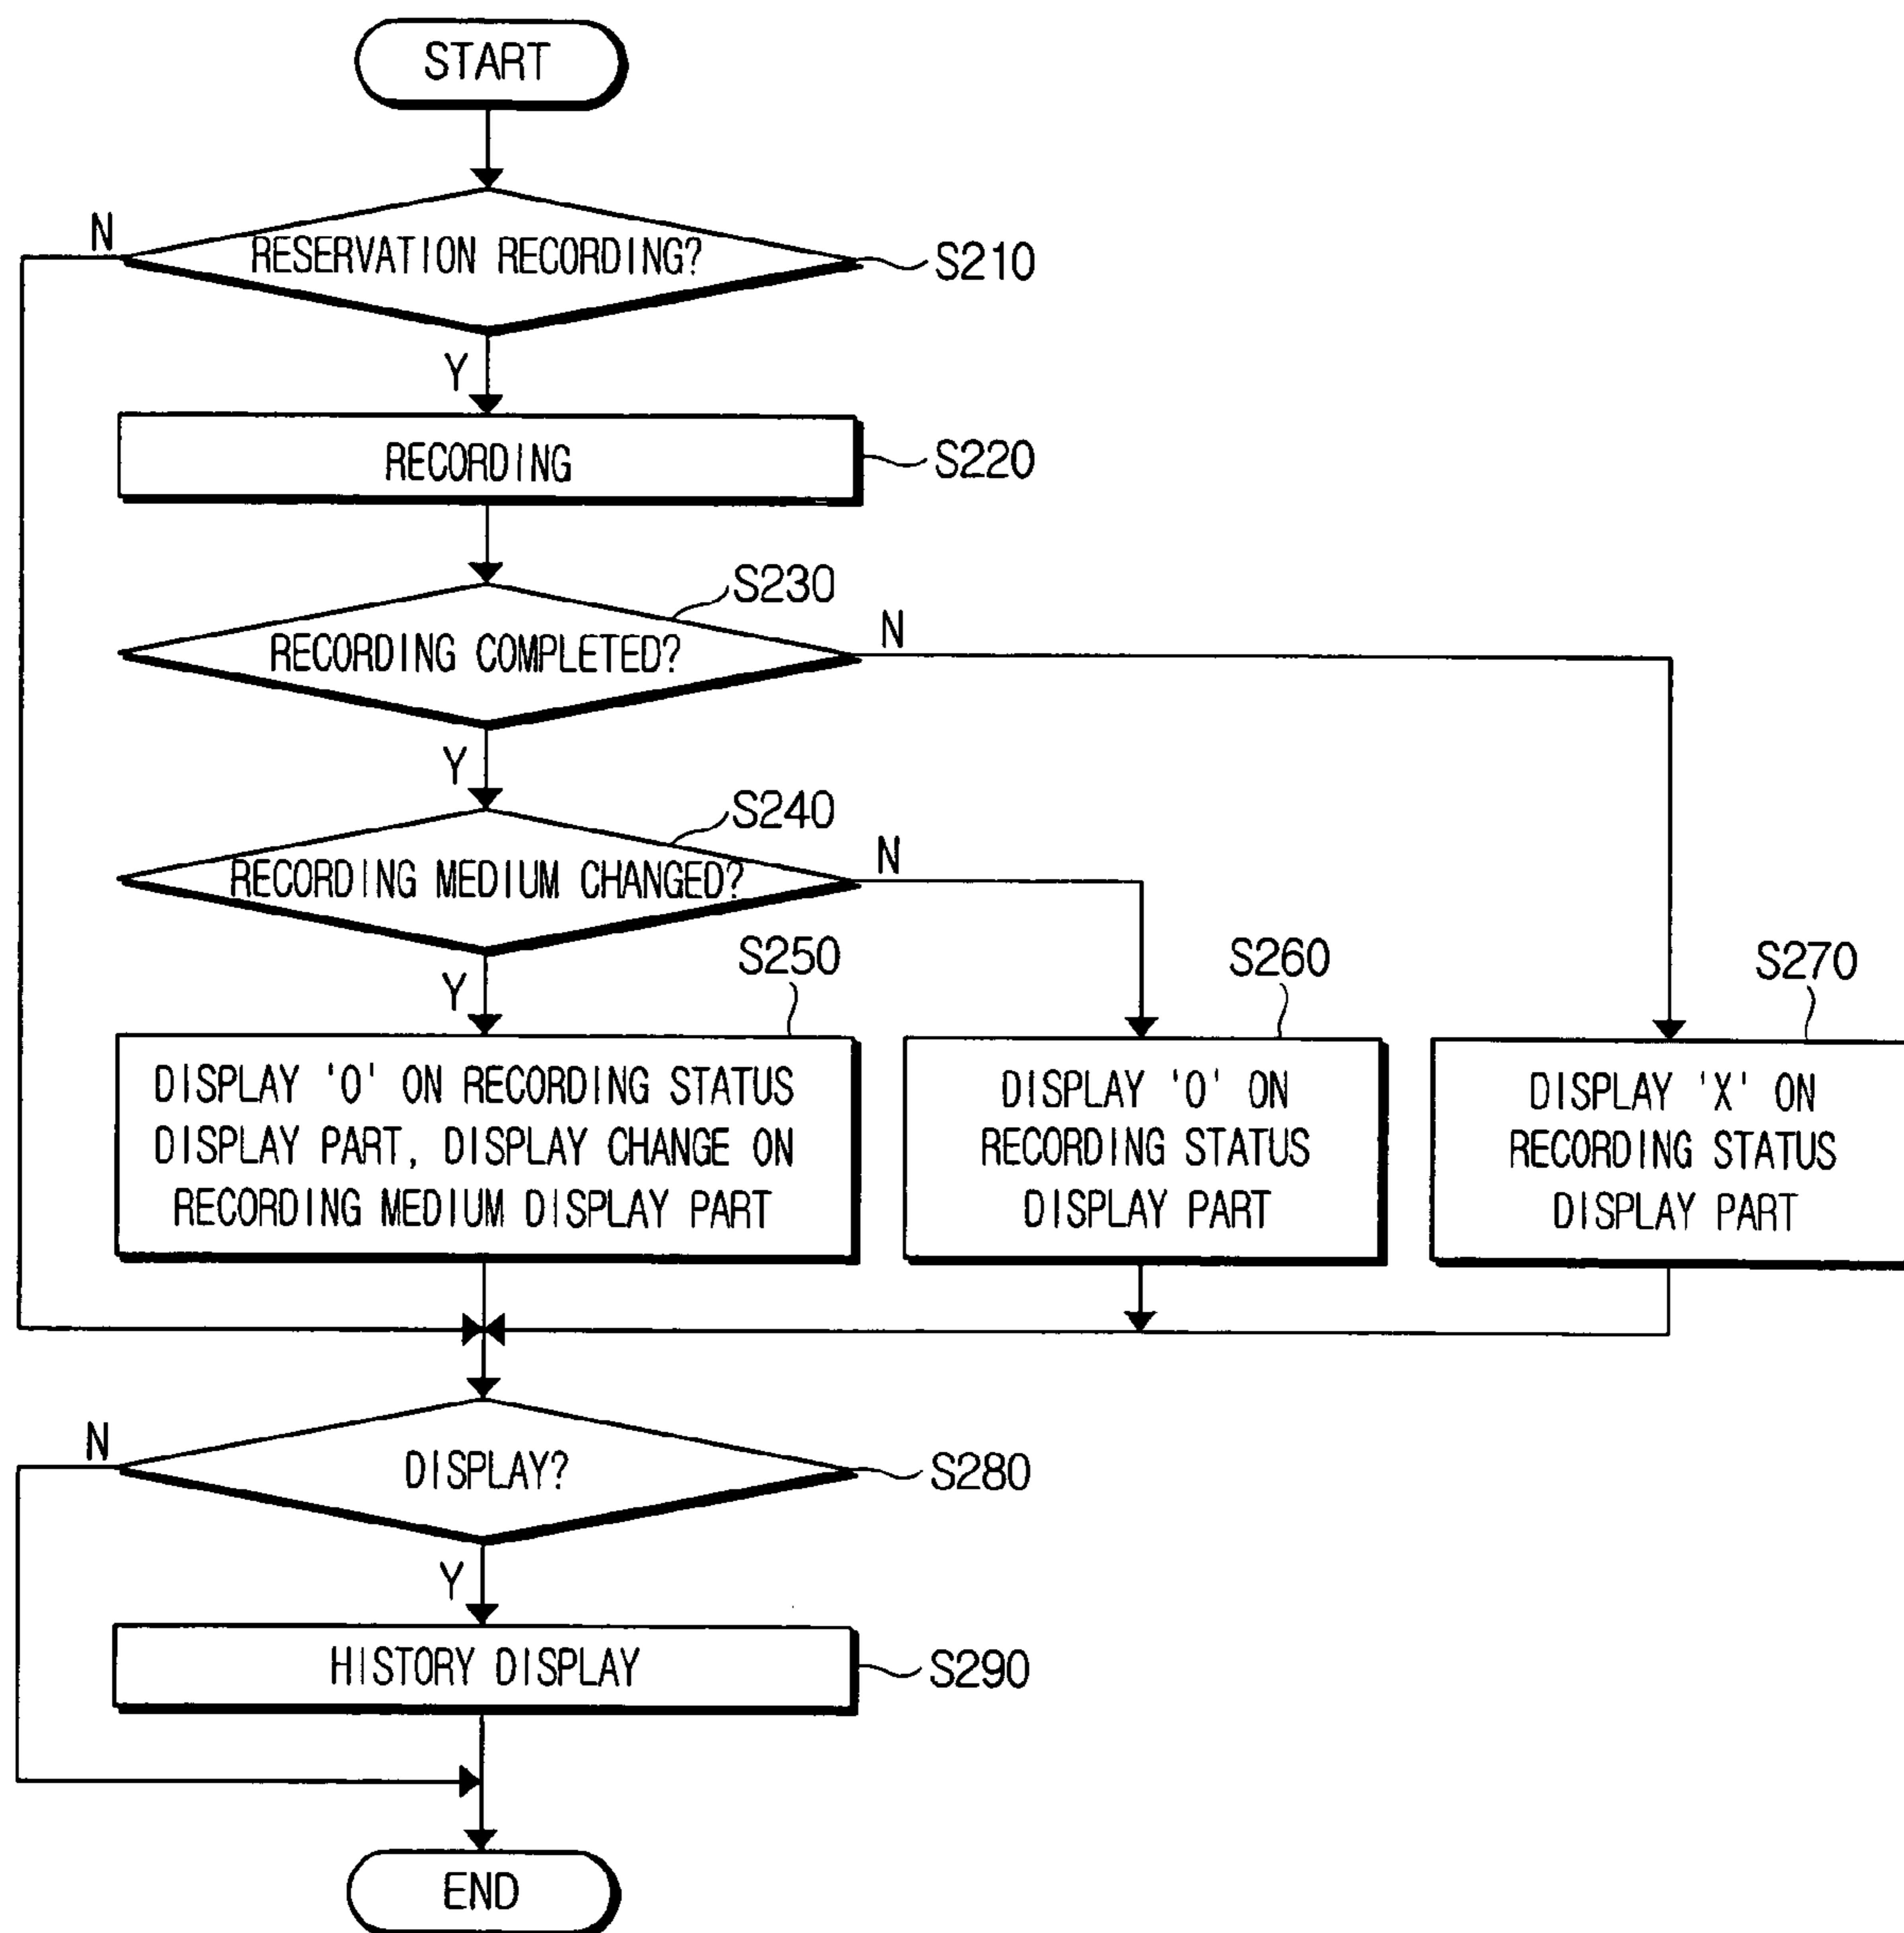 START
N
RESERVATION RECORDING?
S210
Y
RECORDING
S220
S230
RECORDING COMPLETED?
N
Y
S240
RECORDING MEDIUM CHANGED?
N
Y
S250
S260
S270
DISPLAY 'O' ON RECORDING STATUS
DISPLAY PART, DISPLAY CHANGE ON
RECORDING MEDIUM DISPLAY PART
DISPLAY 'O' ON
RECORDING STATUS
DISPLAY PART
DISPLAY 'X' ON
RECORDING STATUS
DISPLAY PART
N
DISPLAY?
S280
Y
HISTORY DISPLAY
S290
END